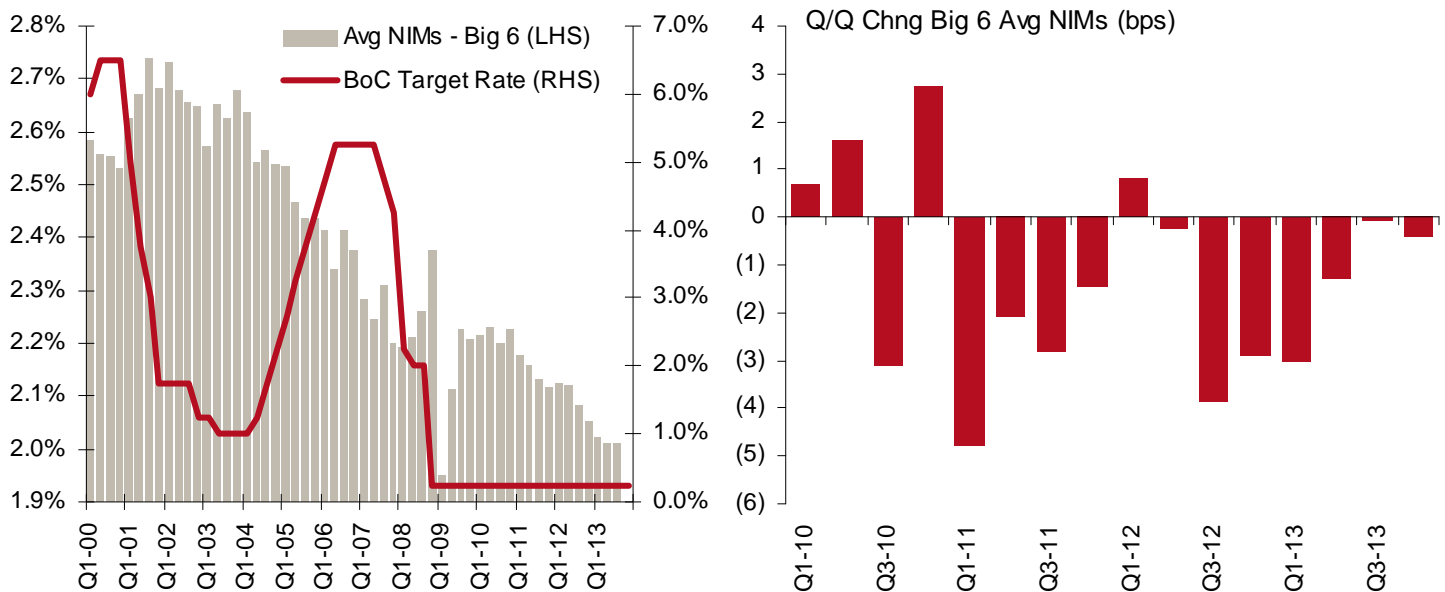 Avg NIMs - Big 6 (LHS)
BoC Target Rate (RHS)
2.8%
2.7%
2.6%
2.5%
2.4%
2.3%
2.2%
2.1%
2.0%
1.9%
7.0%
6.0%
5.0%
4.0%
3.0%
2.0%
1.0%
0.0%
Q1-00
Q1-01
Q1-02
Q1-03
Q1-04
Q1-05
Q1-06
Q1-07
Q1-08
Q1-09
Q1-10
Q1-11
Q1-12
Q1-13
Q/Q Chng Big 6 Avg NIMs (bps)
4
3
2
1
0
(1)
(2)
(3)
(4)
(5)
(6)
Q1-10
Q3-10
Q1-11
Q3-11
Q1-12
Q3-12
Q1-13
Q3-13